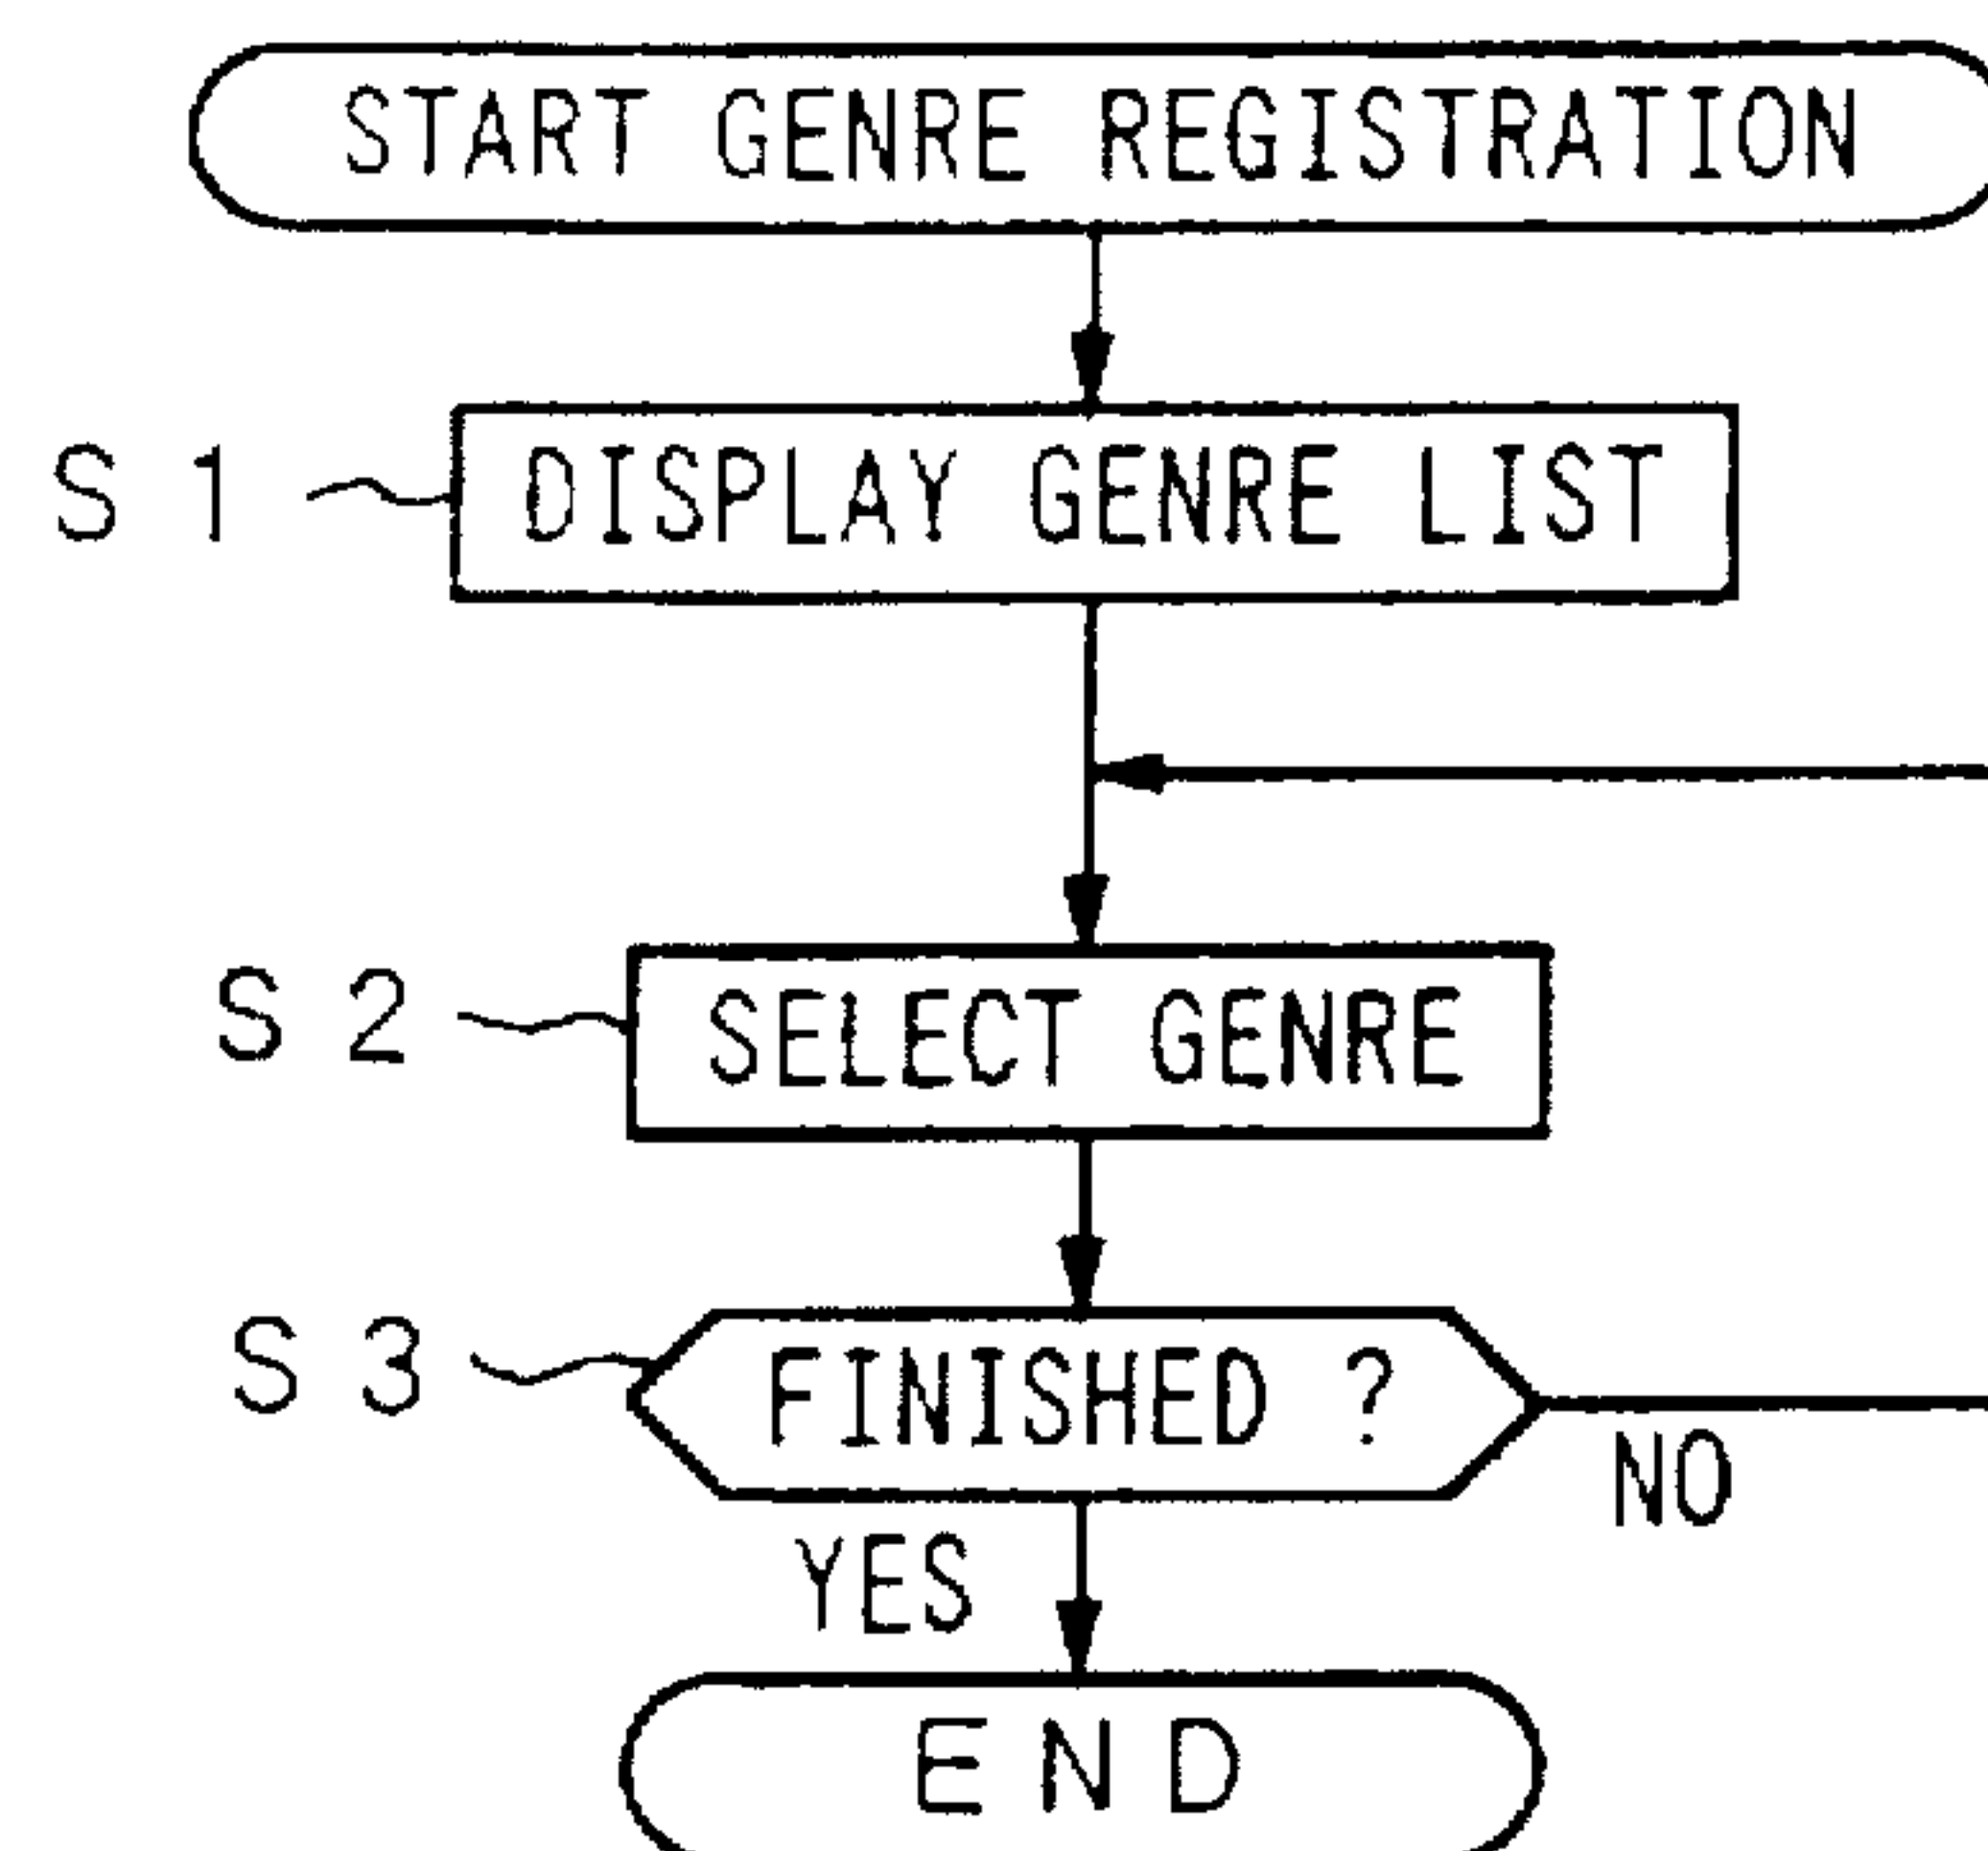 START GENRE REGISTRATION
S 1 DISPLAY GENRE LIST
S 2 SELECT GENRE
S 3 FINISHED ?
NO
YES
END